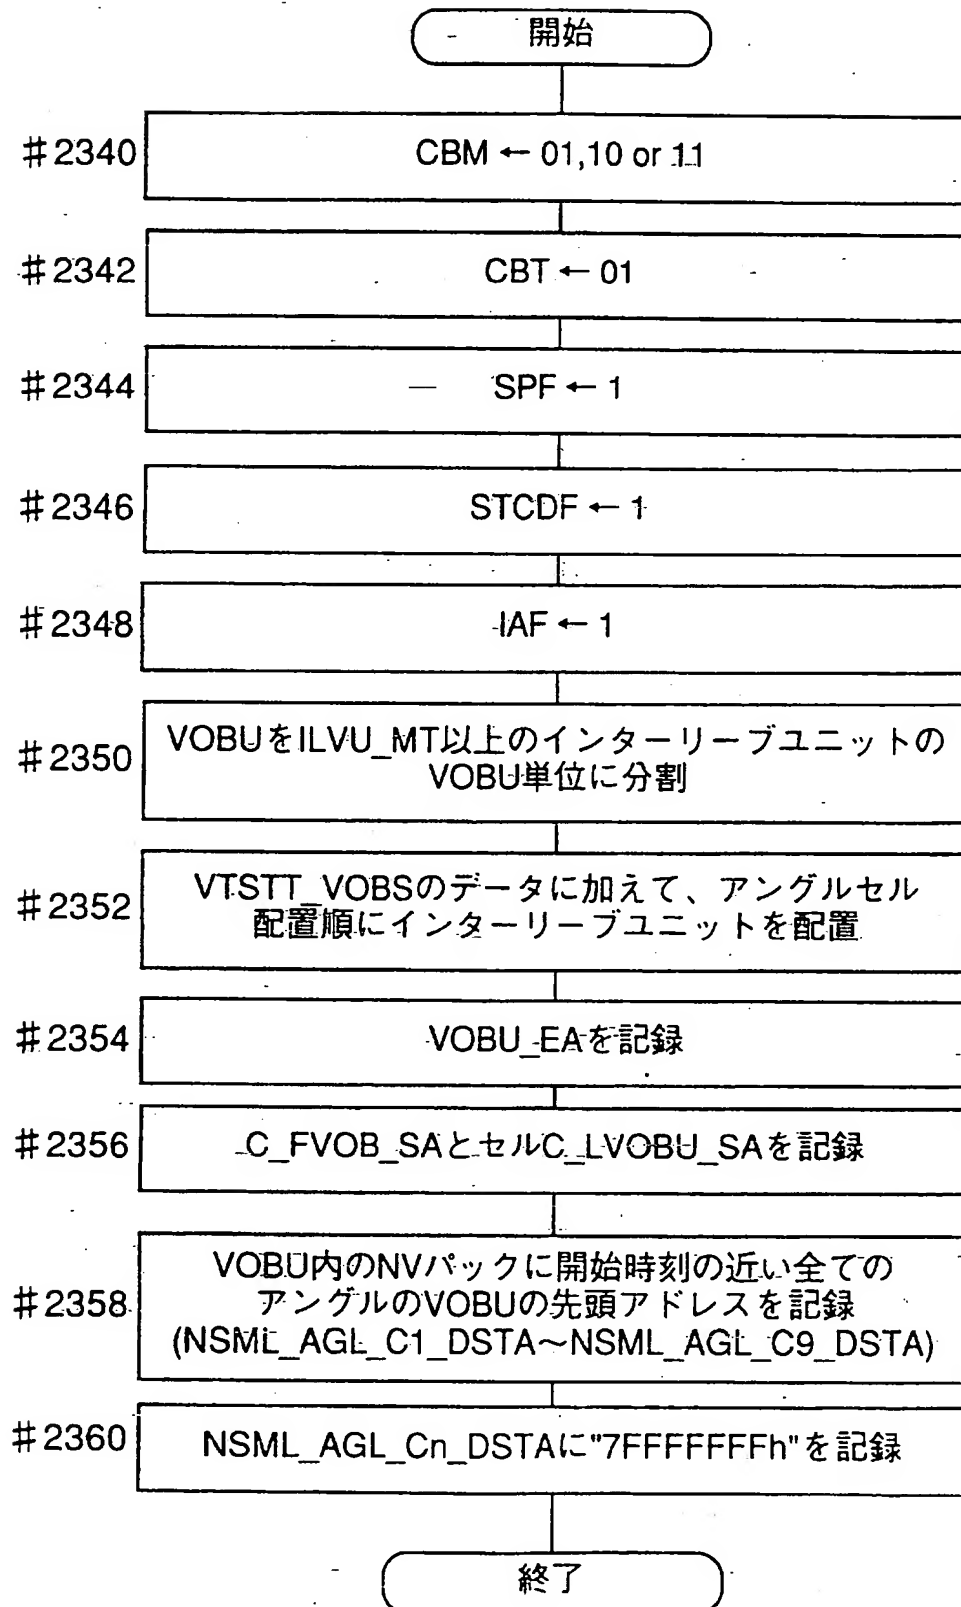 開始
#2340
CBM ← 01,10 or 11
#2342
CBT ← 01
#2344
SPF ← 1
#2346
STCDF ← 1
#2348
IAF ← 1
#2350
VOBUをILVU_MT以上のインターリーブユニットの
VOBU単位に分割
#2352
VTSTT_VOBSのデータに加えて、アングルセル
配置順にインターリーブユニットを配置
#2354
VOBU_EAを記録
#2356
C_FVOB_SAとセルC_LVOBU_SAを記録
#2358
VOBU内のNVパックに開始時刻の近い全ての
アングルのVOBUの先頭アドレスを記録
(NSML_AGL_C1_DSTA～NSML_AGL_C9_DSTA)
#2360
NSML_AGL_Cn_DSTAに"7FFFFFFFh"を記録
終了